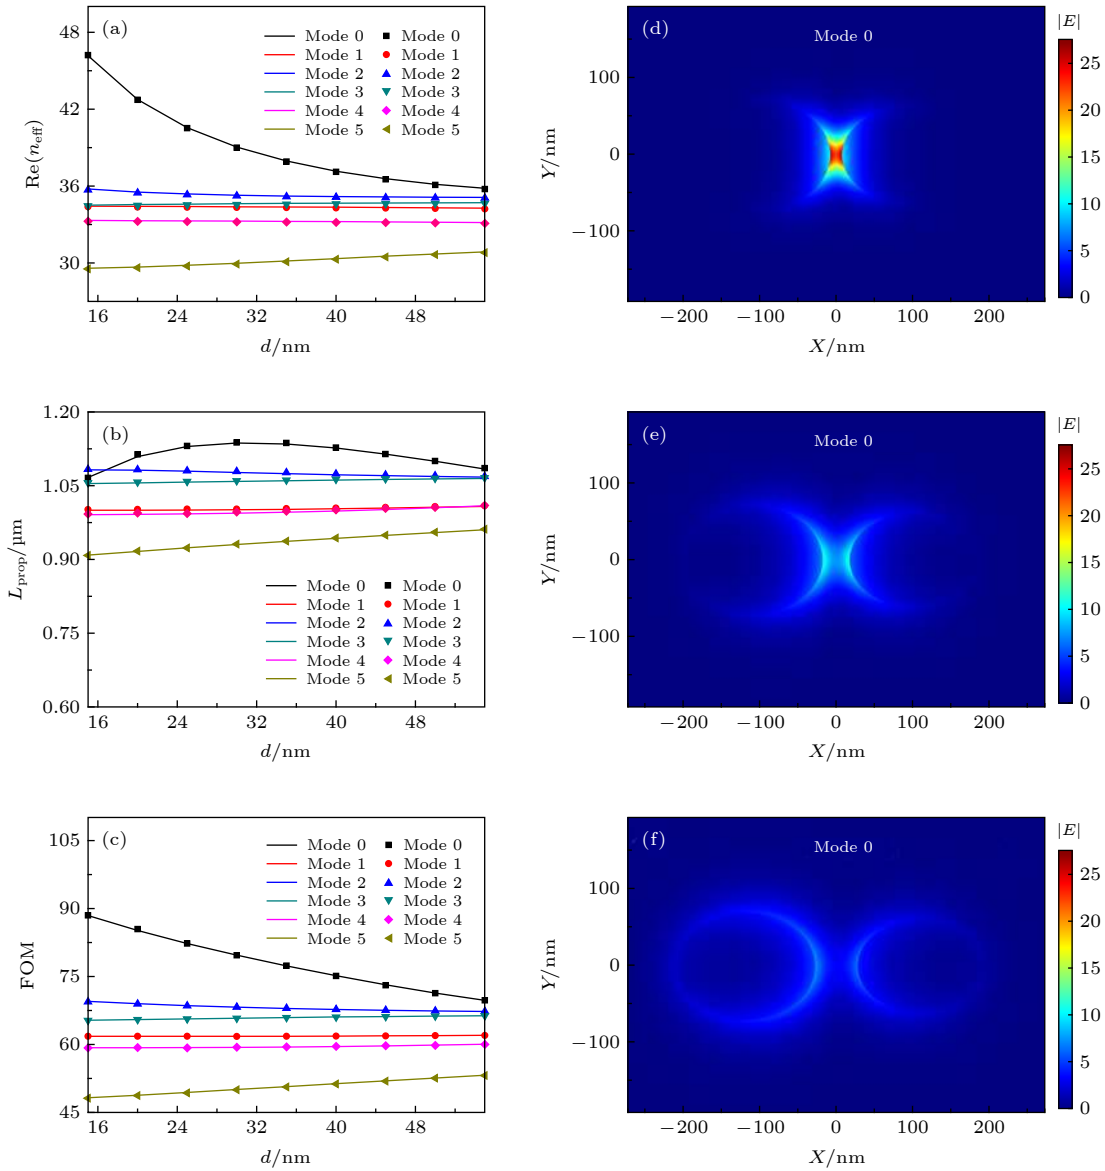 (a)
48
42
36
30
Re(n_eff)
Mode 0 Mode 0
Mode 1 Mode 1
Mode 2 Mode 2
Mode 3 Mode 3
Mode 4 Mode 4
Mode 5 Mode 5
16 24 32 40 48
d/nm
(d)
Mode 0
|E|
100
0
−100
Y/nm
−200 −100 0 100 200
X/nm
25
20
15
10
5
0
(b)
1.20
1.05
0.90
0.75
0.60
L_prop/μm
Mode 0 Mode 0
Mode 1 Mode 1
Mode 2 Mode 2
Mode 3 Mode 3
Mode 4 Mode 4
Mode 5 Mode 5
16 24 32 40 48
d/nm
(e)
Mode 0
|E|
100
0
−100
Y/nm
−200 −100 0 100 200
X/nm
25
20
15
10
5
0
(c)
105
90
75
60
45
FOM
Mode 0 Mode 0
Mode 1 Mode 1
Mode 2 Mode 2
Mode 3 Mode 3
Mode 4 Mode 4
Mode 5 Mode 5
16 24 32 40 48
d/nm
(f)
Mode 0
|E|
100
0
−100
Y/nm
−200 −100 0 100 200
X/nm
25
20
15
10
5
0